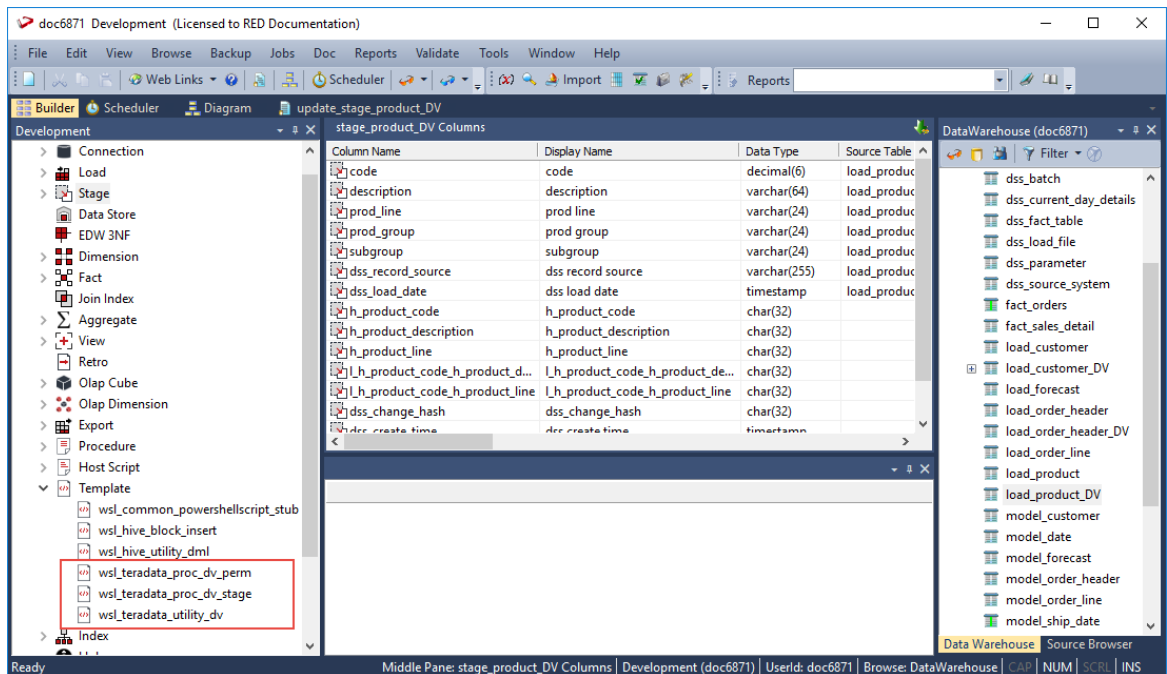 doc6871 Development (Licensed to RED Documentation)
File Edit View Browse Backup Jobs Doc Reports Validate Tools Window Help
Web Links Scheduler (x) Import Reports
Builder Scheduler Diagram update_stage_product_DV
Development
Connection
Load
Stage
Data Store
EDW 3NF
Dimension
Fact
Join Index
Aggregate
View
Retro
Olap Cube
Olap Dimension
Export
Procedure
Host Script
Template
wsl_common_powershellscript_stub
wsl_hive_block_insert
wsl_hive_utility_dml
wsl_teradata_proc_dv_perm
wsl_teradata_proc_dv_stage
wsl_teradata_utility_dv
Index
stage_product_DV Columns
Column Name Display Name Data Type Source Table
code code decimal(6) load_produc
description description varchar(64) load_produc
prod_line prod line varchar(24) load_produc
prod_group prod group varchar(24) load_produc
subgroup subgroup varchar(24) load_produc
dss_record_source dss record source varchar(255) load_produc
dss_load_date dss load date timestamp load_produc
h_product_code h_product_code char(32)
h_product_description h_product_description char(32)
h_product_line h_product_line char(32)
l_h_product_code_h_product_d... l_h_product_code_h_product_de... char(32)
l_h_product_code_h_product_line l_h_product_code_h_product_line char(32)
dss_change_hash dss_change_hash char(32)
dss_create_time dss create time timestamp
DataWarehouse (doc6871)
Filter
dss_batch
dss_current_day_details
dss_fact_table
dss_load_file
dss_parameter
dss_source_system
fact_orders
fact_sales_detail
load_customer
load_customer_DV
load_forecast
load_order_header
load_order_header_DV
load_order_line
load_product
load_product_DV
model_customer
model_date
model_forecast
model_order_header
model_order_line
model_ship_date
Data Warehouse Source Browser
Ready Middle Pane: stage_product_DV Columns Development (doc6871) UserId: doc6871 Browse: DataWarehouse CAP NUM SCRL INS